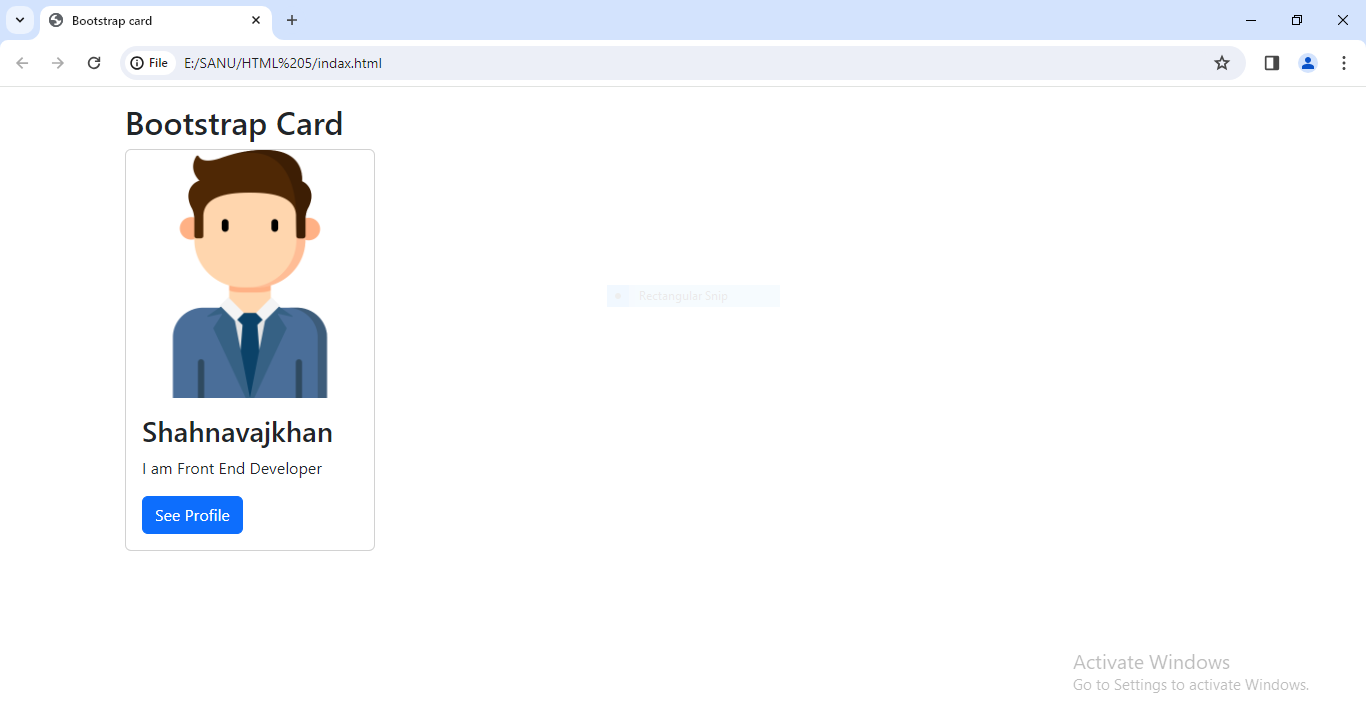 Bootstrap card
File
E:/SANU/HTML%205/indax.html
Bootstrap Card
Rectangular Snip
Shahnavajkhan
I am Front End Developer
See Profile
Activate Windows
Go to Settings to activate Windows.